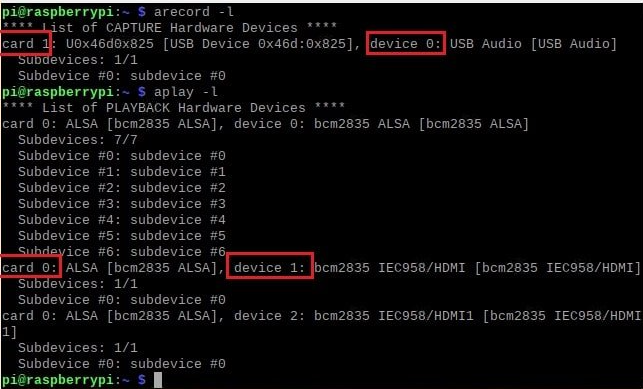 pi@raspberrypi:~ $ arecord -l
**** List of CAPTURE Hardware Devices ****
card 1: U0x46d0x825 [USB Device 0x46d:0x825], device 0: USB Audio [USB Audio]
  Subdevices: 1/1
  Subdevice #0: subdevice #0
pi@raspberrypi:~ $ aplay -l
**** List of PLAYBACK Hardware Devices ****
card 0: ALSA [bcm2835 ALSA], device 0: bcm2835 ALSA [bcm2835 ALSA]
  Subdevices: 7/7
  Subdevice #0: subdevice #0
  Subdevice #1: subdevice #1
  Subdevice #2: subdevice #2
  Subdevice #3: subdevice #3
  Subdevice #4: subdevice #4
  Subdevice #5: subdevice #5
  Subdevice #6: subdevice #6
card 0: ALSA [bcm2835 ALSA], device 1: bcm2835 IEC958/HDMI [bcm2835 IEC958/HDMI]
  Subdevices: 1/1
  Subdevice #0: subdevice #0
card 0: ALSA [bcm2835 ALSA], device 2: bcm2835 IEC958/HDMI1 [bcm2835 IEC958/HDMI
1]
  Subdevices: 1/1
  Subdevice #0: subdevice #0
pi@raspberrypi:~ $